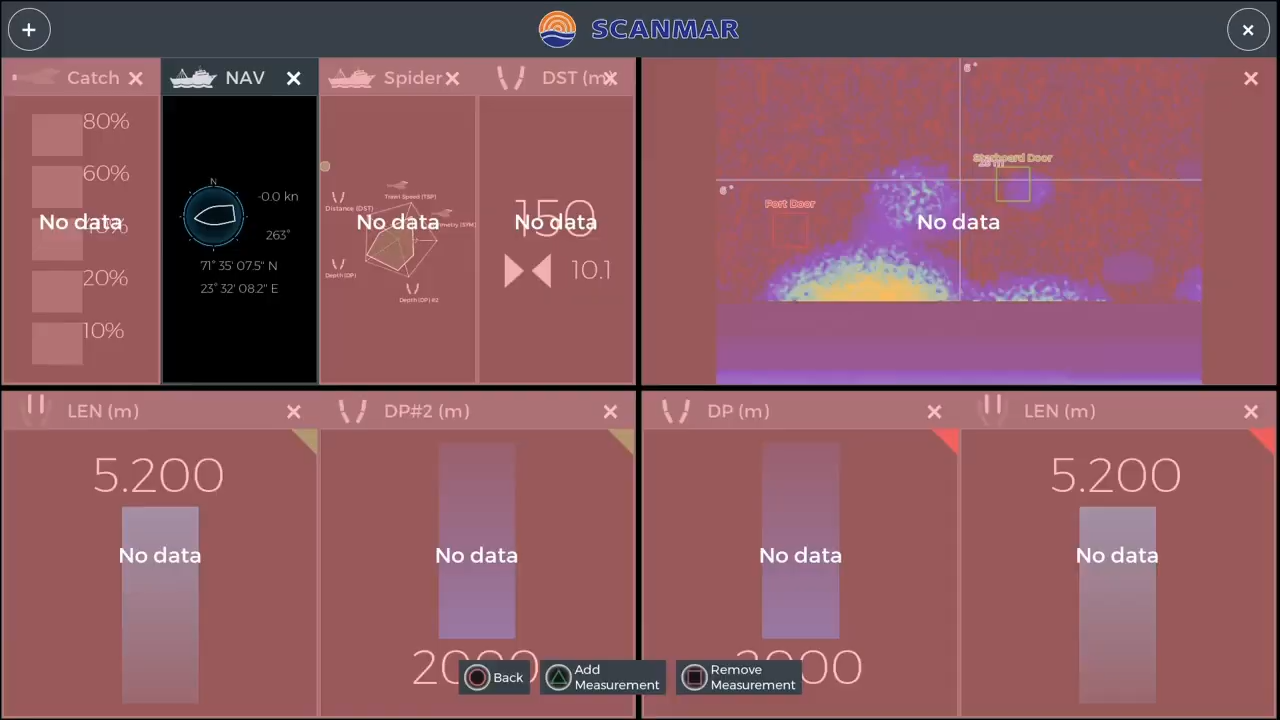 SCANMAR
Catch
NAV
Spider
DST (m)
80%
60%
No data
20%
10%
N
-0.0 kn
263°
71° 35' 07.5" N
23° 32' 08.2" E
Trawl Speed (TSP)
Distance (DST)
No data
Depth (DP)
Depth (DP) #2
150
No data
10.1
6°
6°
Starboard Door
Port Door
No data
LEN (m)
DP#2 (m)
DP (m)
LEN (m)
5.200
No data
No data
No data
5.200
No data
Back
Add
Measurement
Remove
Measurement